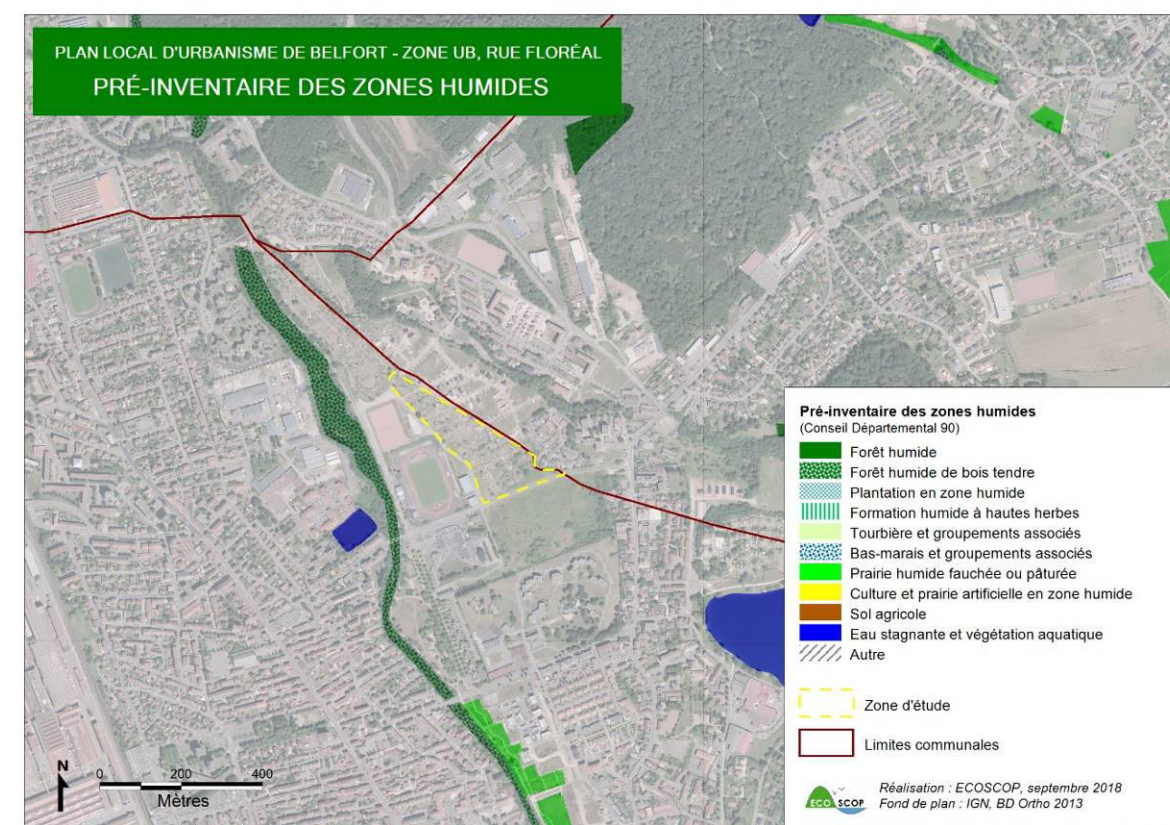 PLAN LOCAL D'URBANISME DE BELFORT - ZONE UB, RUE FLORÉAL
PRÉ-INVENTAIRE DES ZONES HUMIDES
Pré-inventaire des zones humides
(Conseil Départemental 90)
Forêt humide
Forêt humide de bois tendre
Plantation en zone humide
Formation humide à hautes herbes
Tourbière et groupements associés
Bas-marais et groupements associés
Prairie humide fauchée ou pâturée
Culture et prairie artificielle en zone humide
Sol agricole
Eau stagnante et végétation aquatique
Autre
Zone d'étude
Limites communales
N
0 200 400
Mètres
ECO SCOP
Réalisation : ECOSCOP, septembre 2018
Fond de plan : IGN, BD Ortho 2013